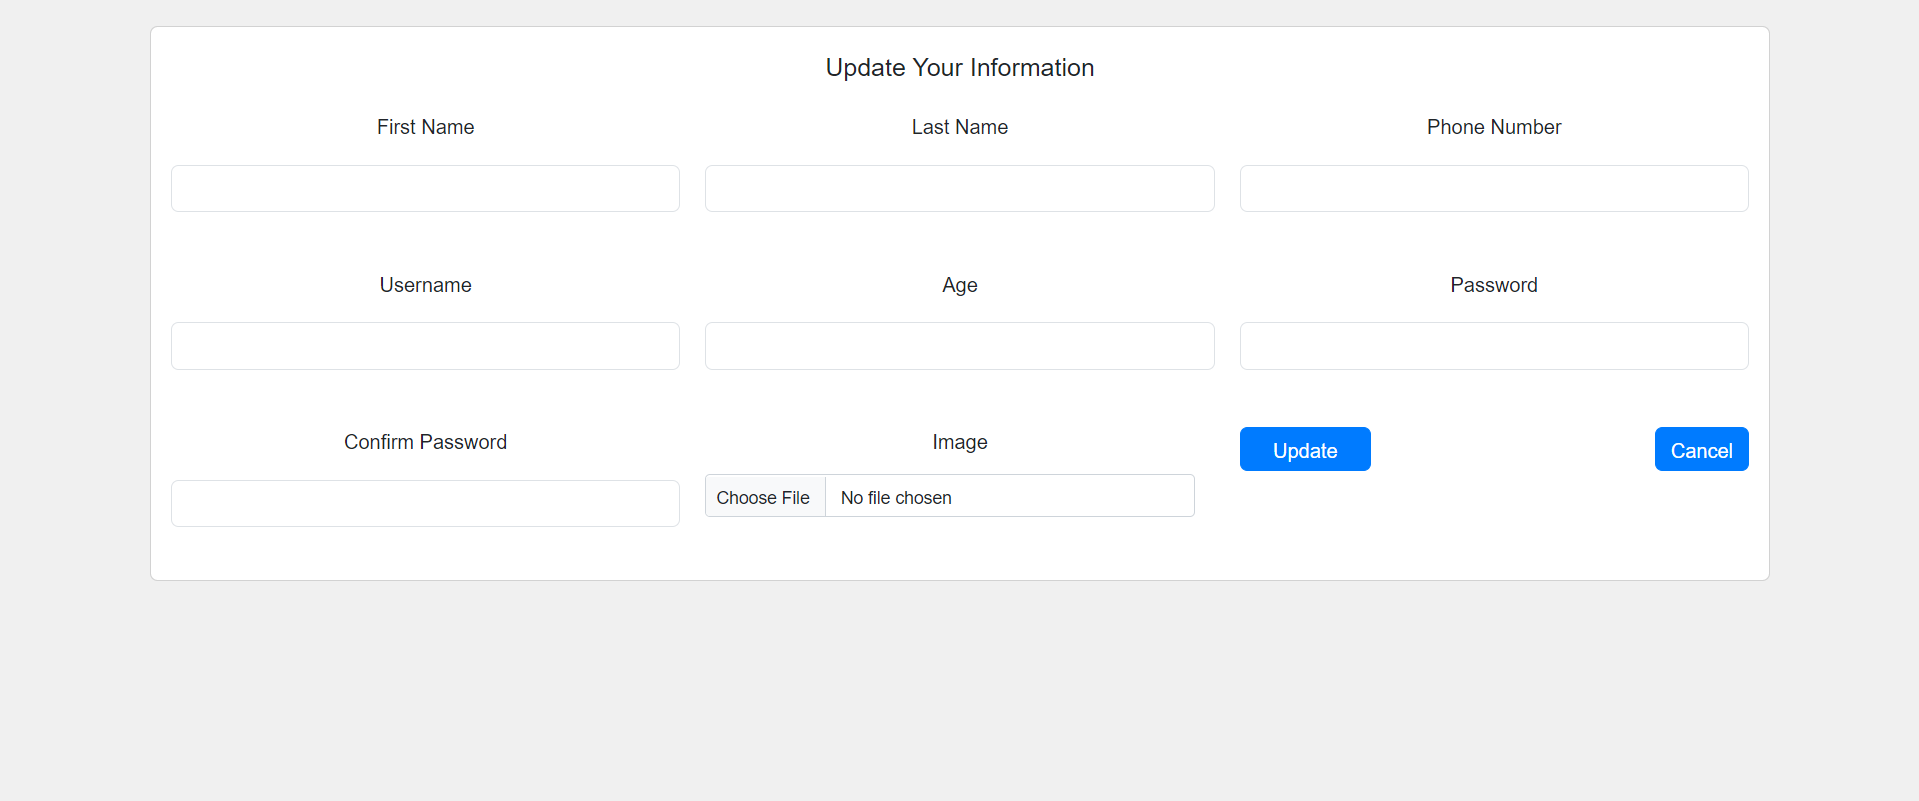 Update Your Information
First Name
Last Name
Phone Number
Username
Age
Password
Confirm Password
Image
Update
Cancel
Choose File
No file chosen